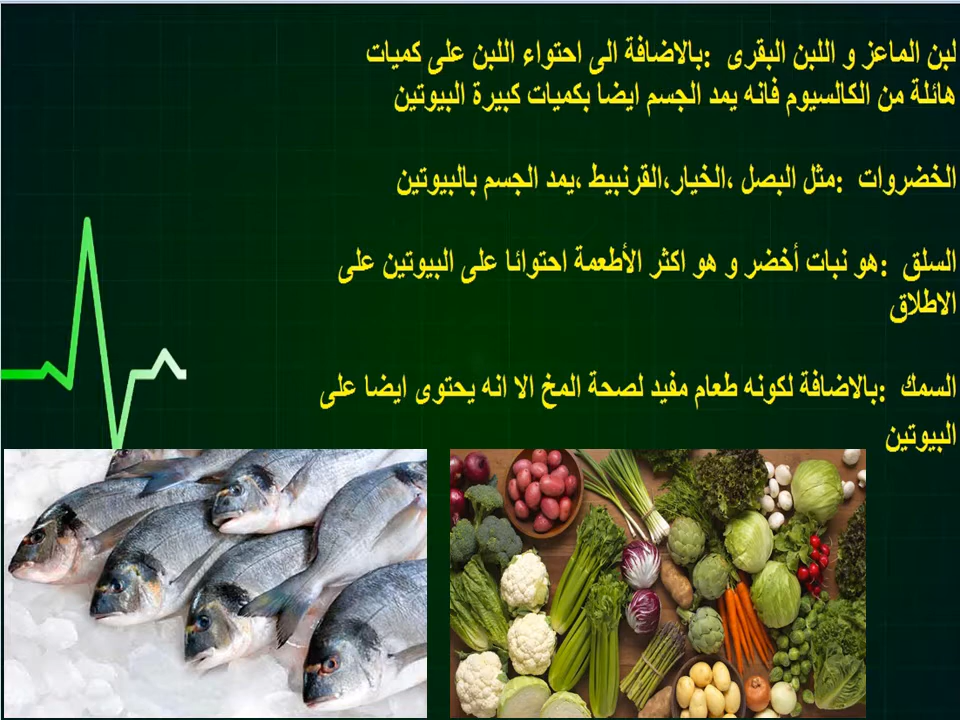 لبن الماعز و اللبن البقرى :بالاضافة الى احتواء اللبن على كميات
هائلة من الكالسيوم فانه يمد الجسم ايضا بكميات كبيرة البيوتين
الخضروات :مثل البصل ،الخيار،القرنبيط ،يمد الجسم بالبيوتين
السلق :هو نبات أخضر و هو اكثر الأطعمة احتوائا على البيوتين على
الاطلاق
السمك :بالاضافة لكونه طعام مفيد لصحة المخ الا انه يحتوى ايضا على
البيوتين